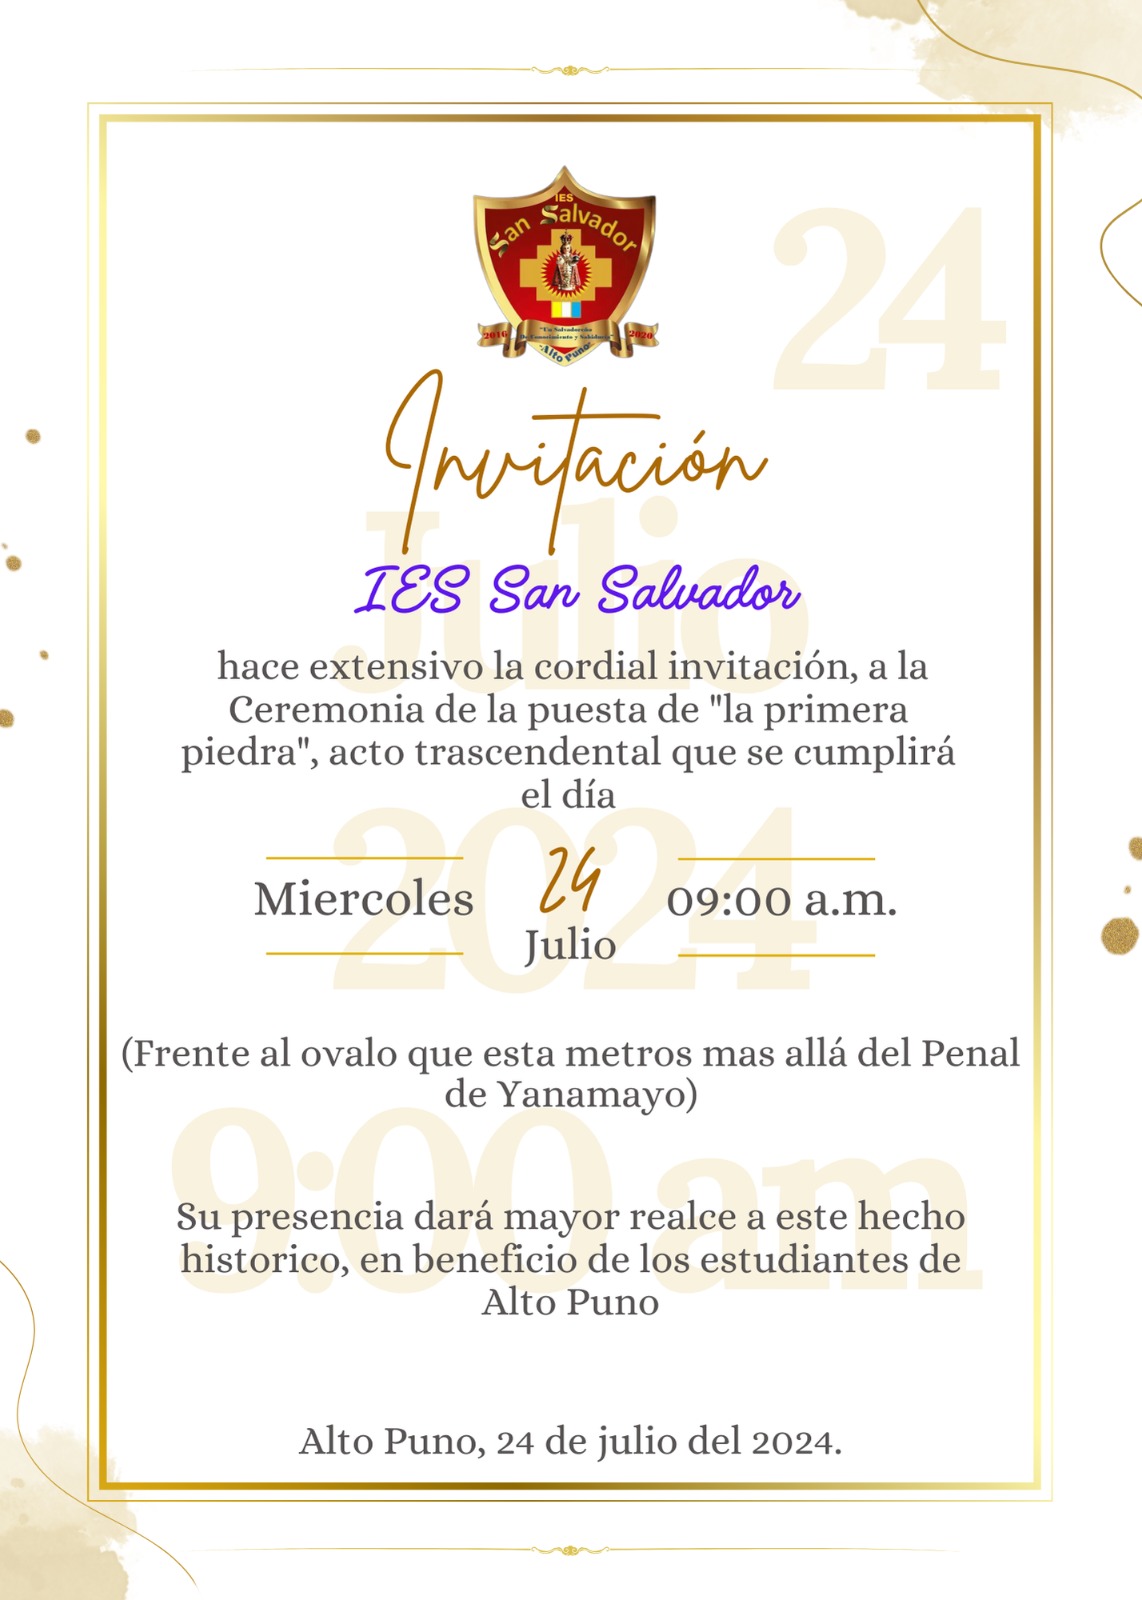 IES
San Salvador
2016
"Un Salvadoreño
de Conocimiento y Sabiduría"
2020
Alto Puno
24
Invitación
Julio
IES San Salvador
hace extensivo la cordial invitación, a la
Ceremonia de la puesta de "la primera
piedra", acto trascendental que se cumplirá
el día
2024
Miercoles 24 09:00 a.m.
Julio
(Frente al ovalo que esta metros mas allá del Penal
de Yanamayo)
9:00 am
Su presencia dará mayor realce a este hecho
historico, en beneficio de los estudiantes de
Alto Puno
Alto Puno, 24 de julio del 2024.